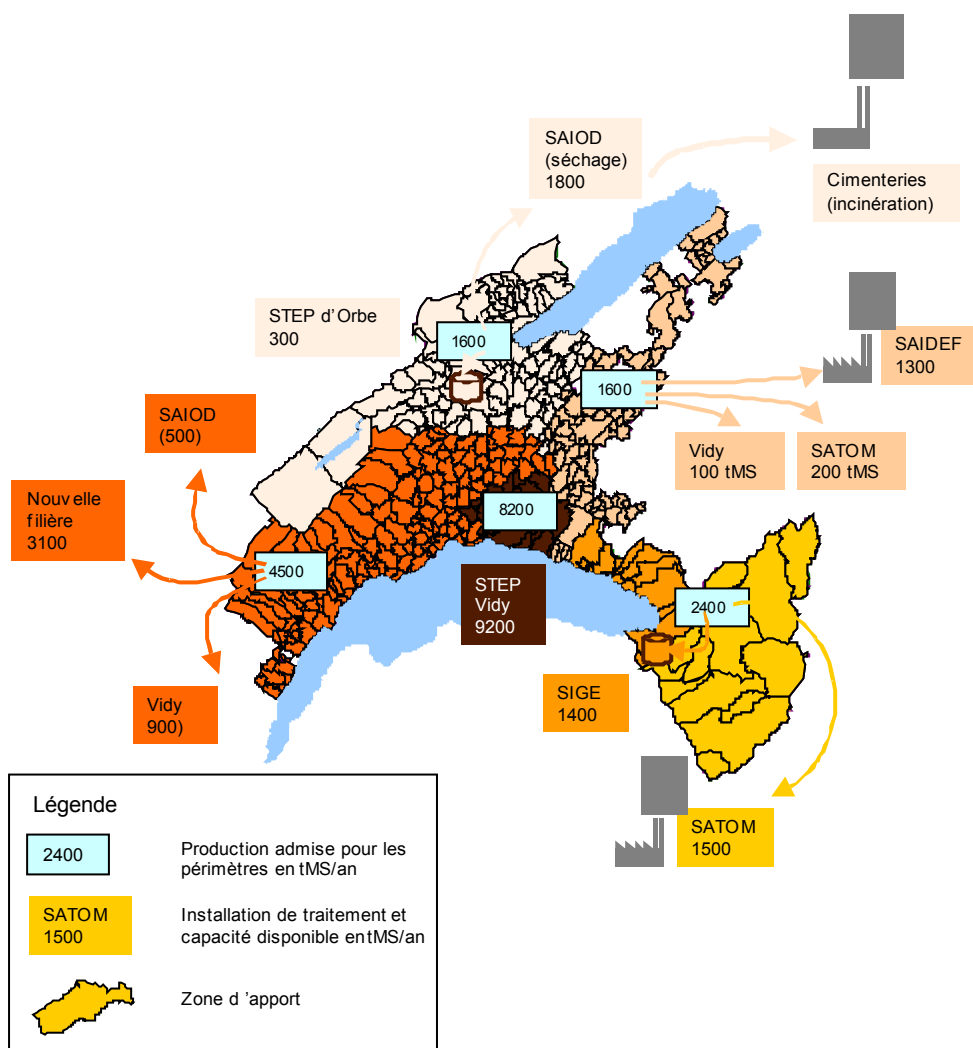 SAIOD
(séchage)
1800
Cimenteries
(incinération)
STEP d'Orbe
300
1600
SAIDEF
1300
1600
SAIOD
(500)
Vidy
100 tMS
SATOM
200 tMS
Nouvelle
filière
3100
8200
4500
STEP
Vidy
9200
2400
Vidy
900)
SIGE
1400
SATOM
1500
Légende
2400
Production admise pour les
périmètres en tMS/an
SATOM
1500
Installation de traitement et
capacité disponible en tMS/an
Zone d 'apport